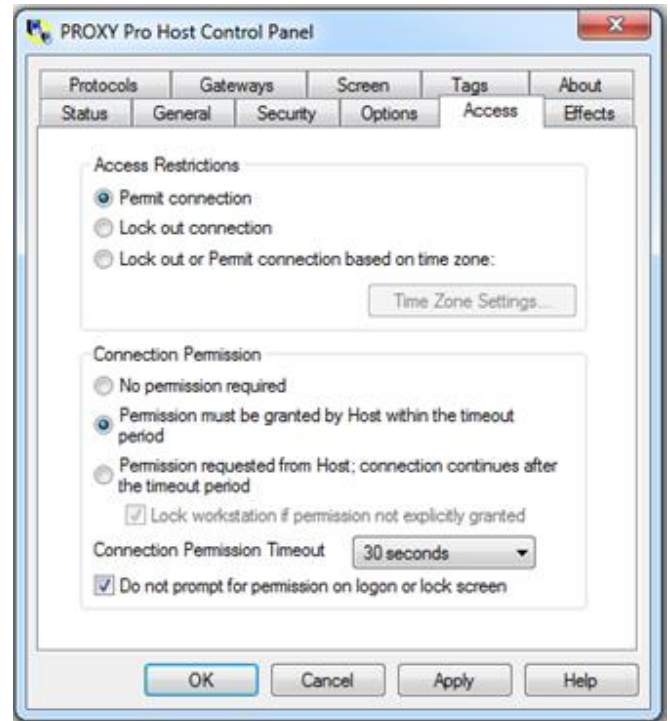 PROXY Pro Host Control Panel
Protocols Gateways Screen Tags About
Status General Security Options Access Effects
Access Restrictions
Permit connection
Lock out connection
Lock out or Permit connection based on time zone:
Time Zone Settings...
Connection Permission
No permission required
Permission must be granted by Host within the timeout
period
Permission requested from Host; connection continues after
the timeout period
Lock workstation if permission not explicitly granted
Connection Permission Timeout 30 seconds
Do not prompt for permission on logon or lock screen
OK Cancel Apply Help